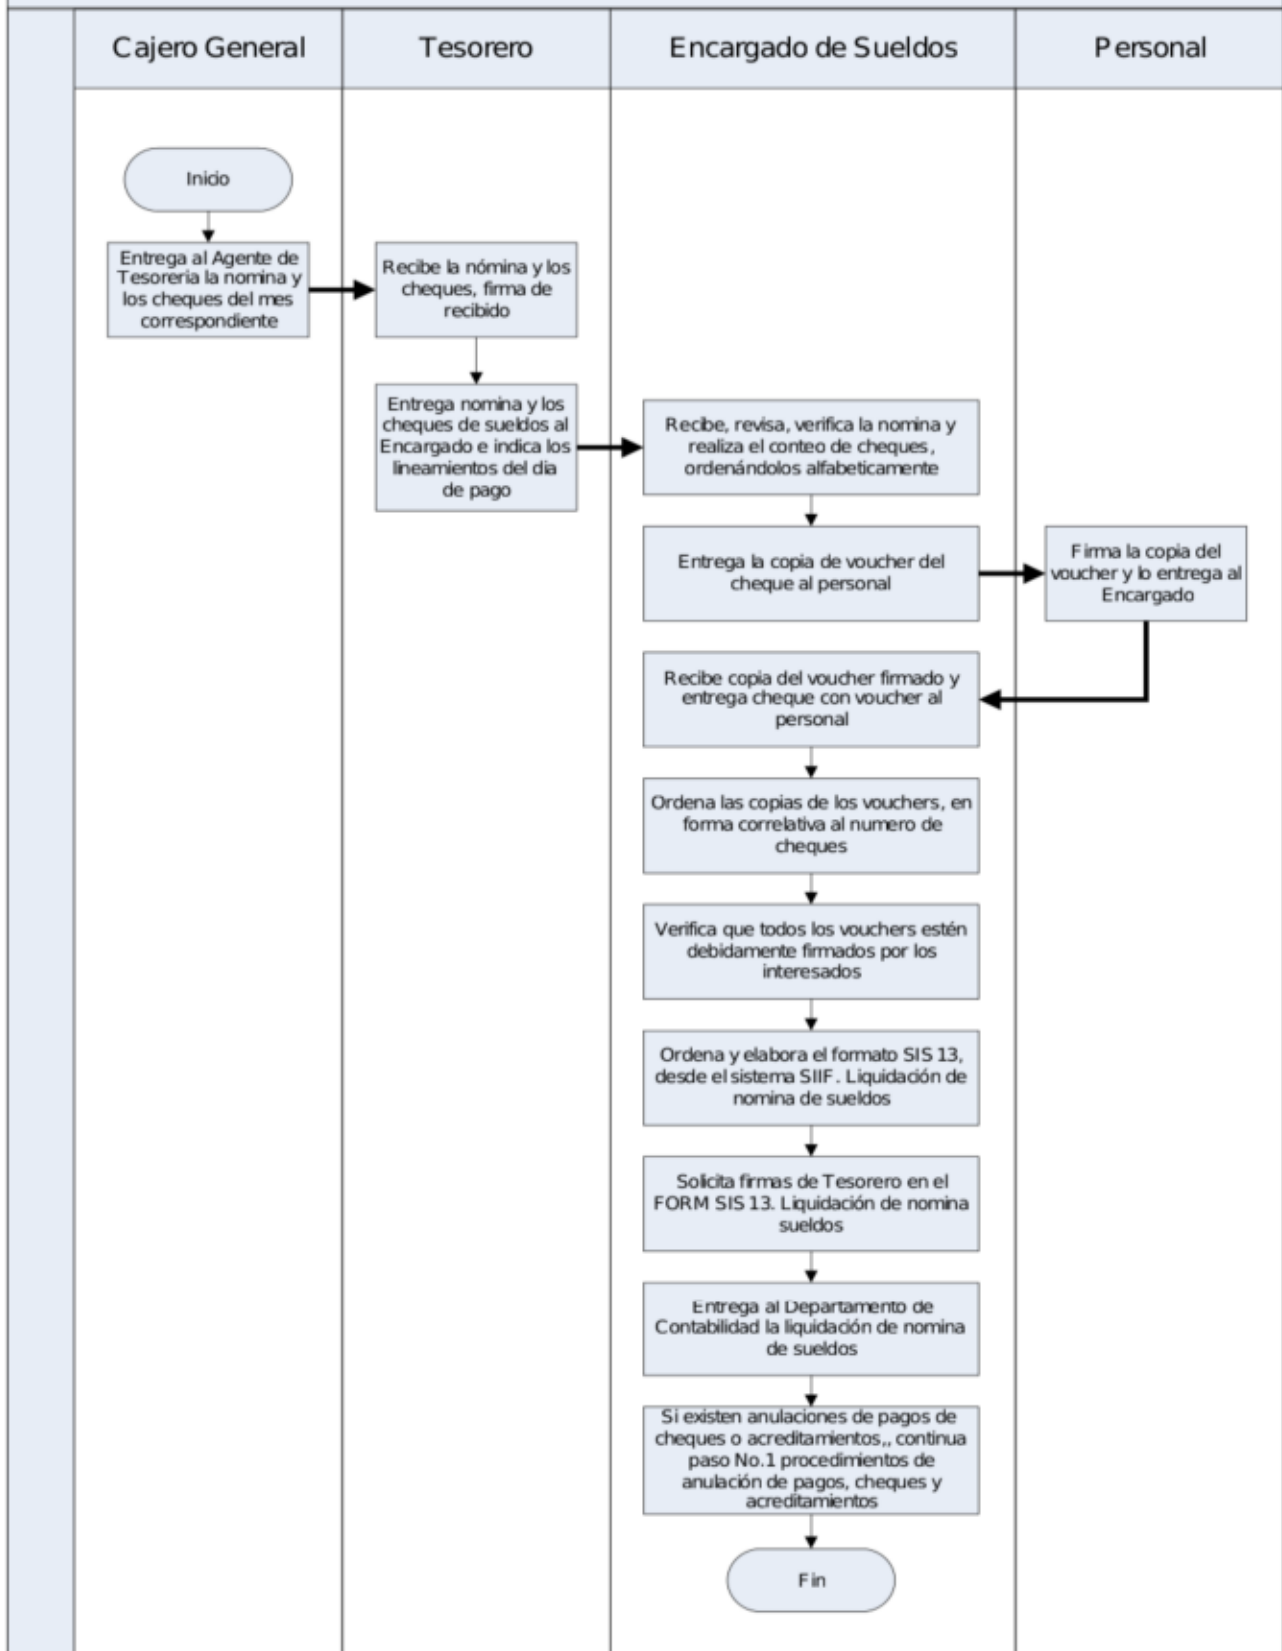 Cajero General
Tesorero
Encargado de Sueldos
Personal
Inicio
Entrega al Agente de
Tesoreria la nomina y
los cheques del mes
correspondiente
Recibe la nómina y los
cheques, firma de
recibido
Entrega nomina y los
cheques de sueldos al
Encargado e indica los
lineamientos del dia
de pago
Recibe, revisa, verifica la nomina y
realiza el conteo de cheques,
ordenándolos alfabeticamente
Entrega la copia de voucher del
cheque al personal
Firma la copia del
voucher y lo entrega al
Encargado
Recibe copia del voucher firmado y
entrega cheque con voucher al
personal
Ordena las copias de los vouchers, en
forma correlativa al numero de
cheques
Verifica que todos los vouchers estén
debidamente firmados por los
interesados
Ordena y elabora el formato SIS 13,
desde el sistema SIIF. Liquidación de
nomina de sueldos
Solicita firmas de Tesorero en el
FORM SIS 13. Liquidación de nomina
sueldos
Entrega al Departamento de
Contabilidad la liquidación de nomina
de sueldos
Si existen anulaciones de pagos de
cheques o acreditamientos,, continua
paso No.1 procedimientos de
anulación de pagos, cheques y
acreditamientos
Fin